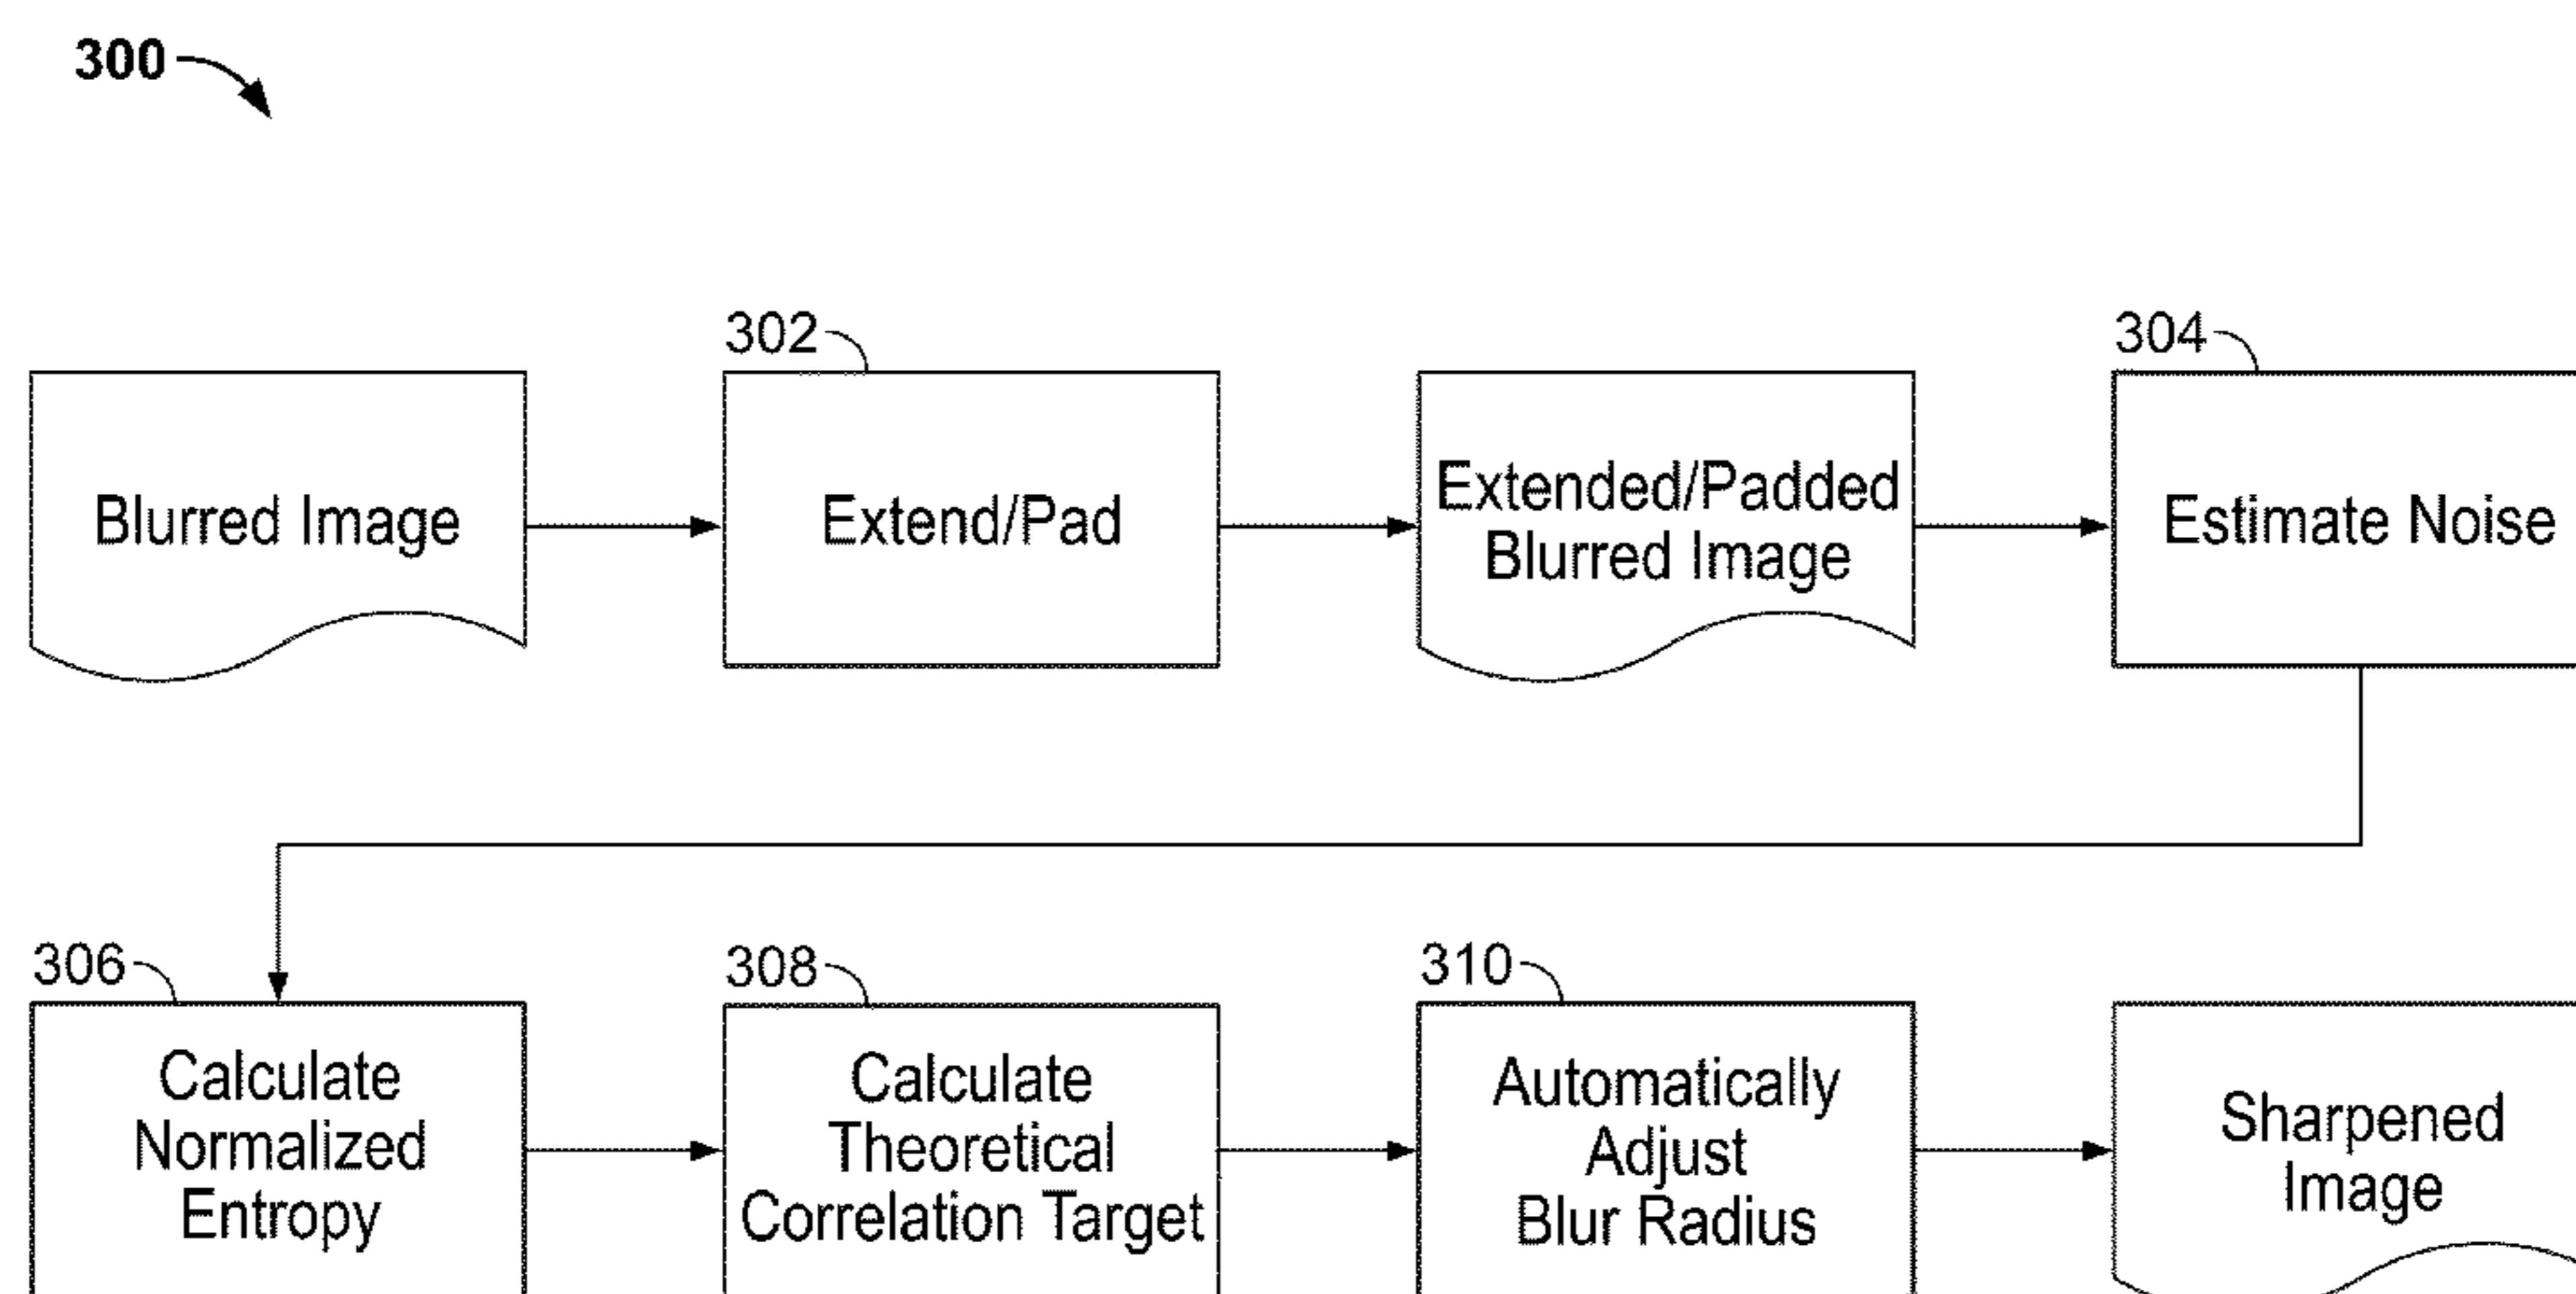 300
302
304
Blurred Image
Extend/Pad
Extended/Padded
Blurred Image
Estimate Noise
306
308
310
Calculate
Normalized
Entropy
Calculate
Theoretical
Correlation Target
Automatically
Adjust
Blur Radius
Sharpened
Image